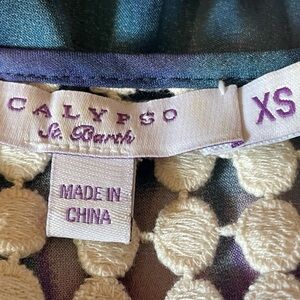 CALYPSO
St. Barth
XS
MADE IN
CHINA